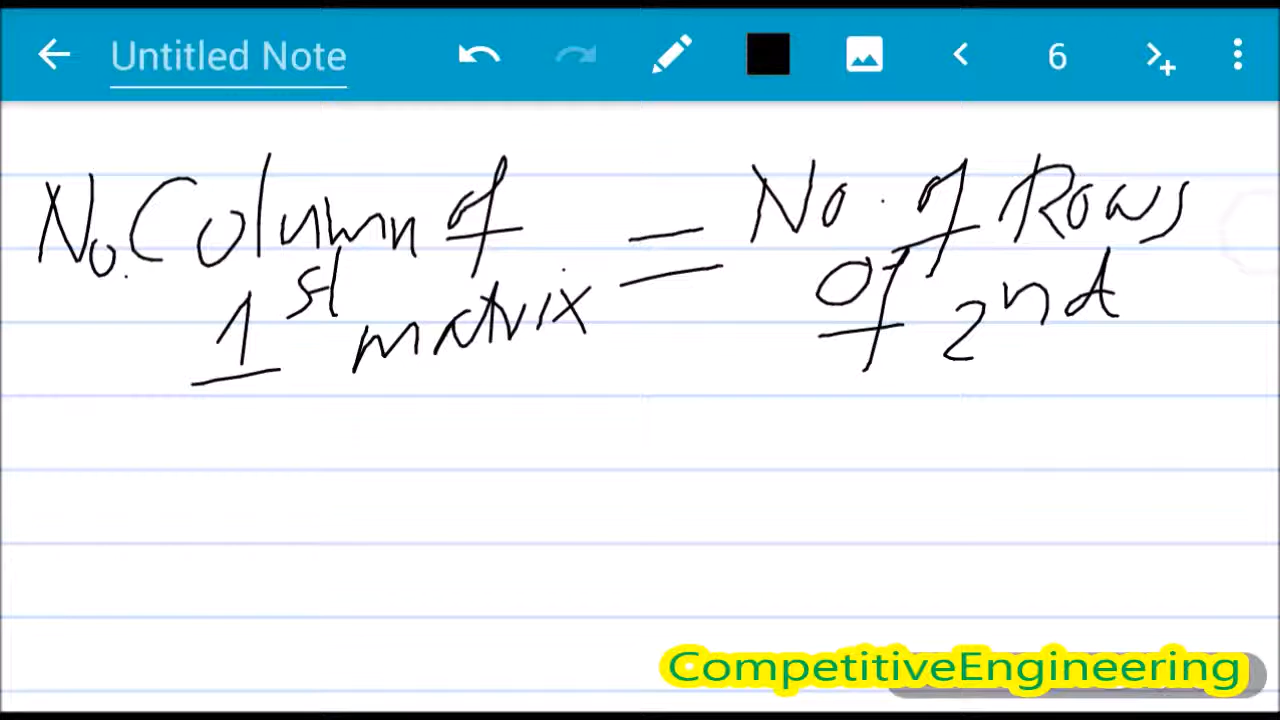 Untitled Note
6
No. Column of = No. of Rows
1st matrix of 2nd
CompetitiveEngineering